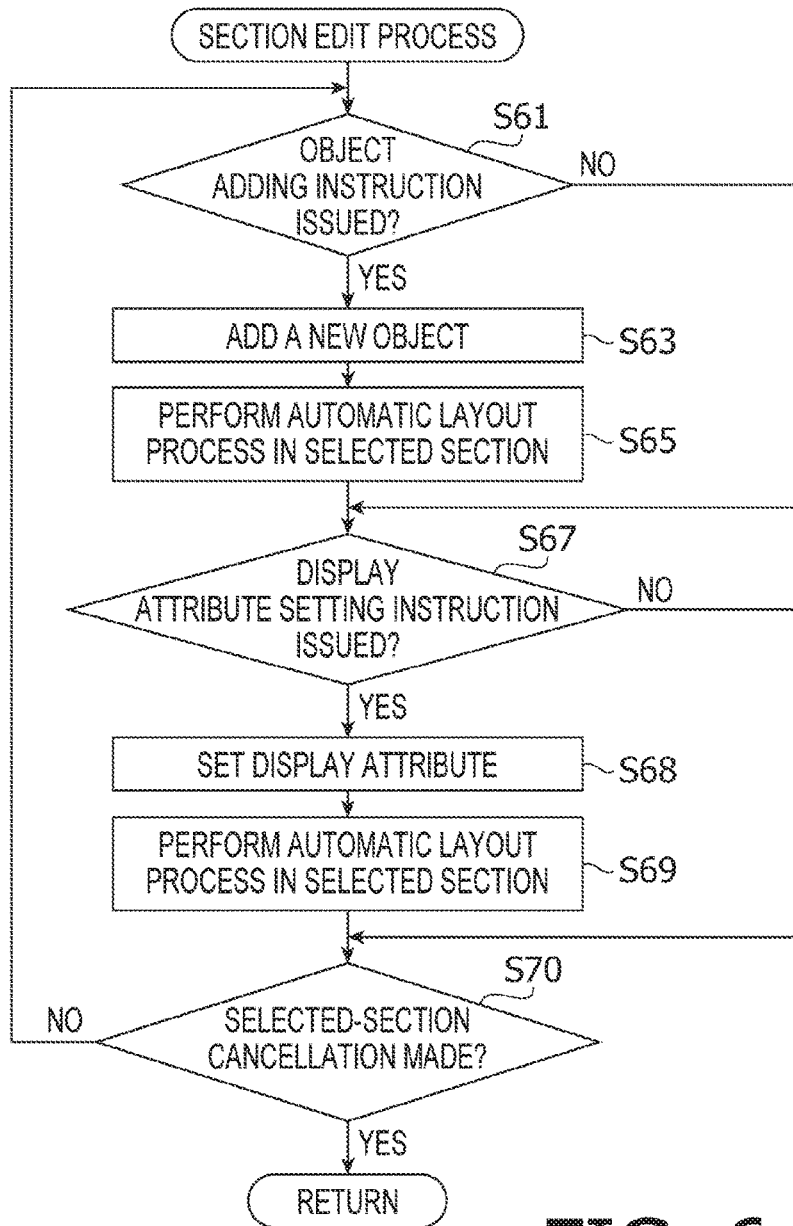 SECTION EDIT PROCESS
S61
OBJECT
ADDING INSTRUCTION
ISSUED?
NO
YES
ADD A NEW OBJECT
S63
PERFORM AUTOMATIC LAYOUT
PROCESS IN SELECTED SECTION
S65
S67
DISPLAY
ATTRIBUTE SETTING INSTRUCTION
ISSUED?
NO
YES
SET DISPLAY ATTRIBUTE
S68
PERFORM AUTOMATIC LAYOUT
PROCESS IN SELECTED SECTION
S69
S70
NO
SELECTED-SECTION
CANCELLATION MADE?
YES
RETURN